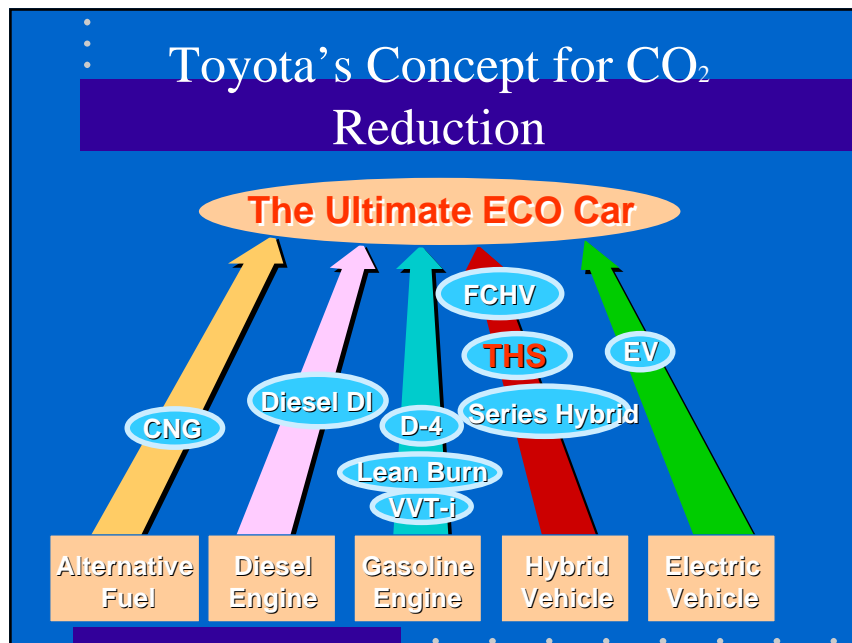 Toyota's Concept for CO₂
Reduction
The Ultimate ECO Car
FCHV
THS
EV
Diesel DI
Series Hybrid
CNG
D-4
Lean Burn
VVT-i
Alternative
Fuel
Diesel
Engine
Gasoline
Engine
Hybrid
Vehicle
Electric
Vehicle